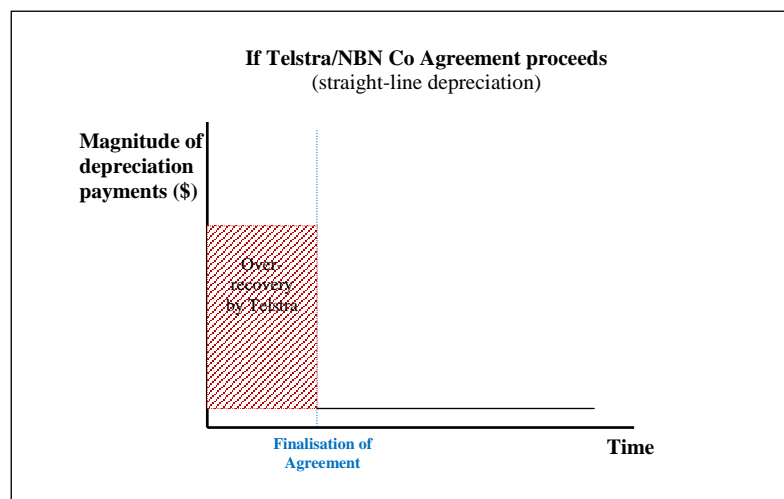 If Telstra/NBN Co Agreement proceeds
(straight-line depreciation)
Magnitude of
depreciation
payments ($)
Over-
recovery
by Telstra
Finalisation of
Agreement
Time